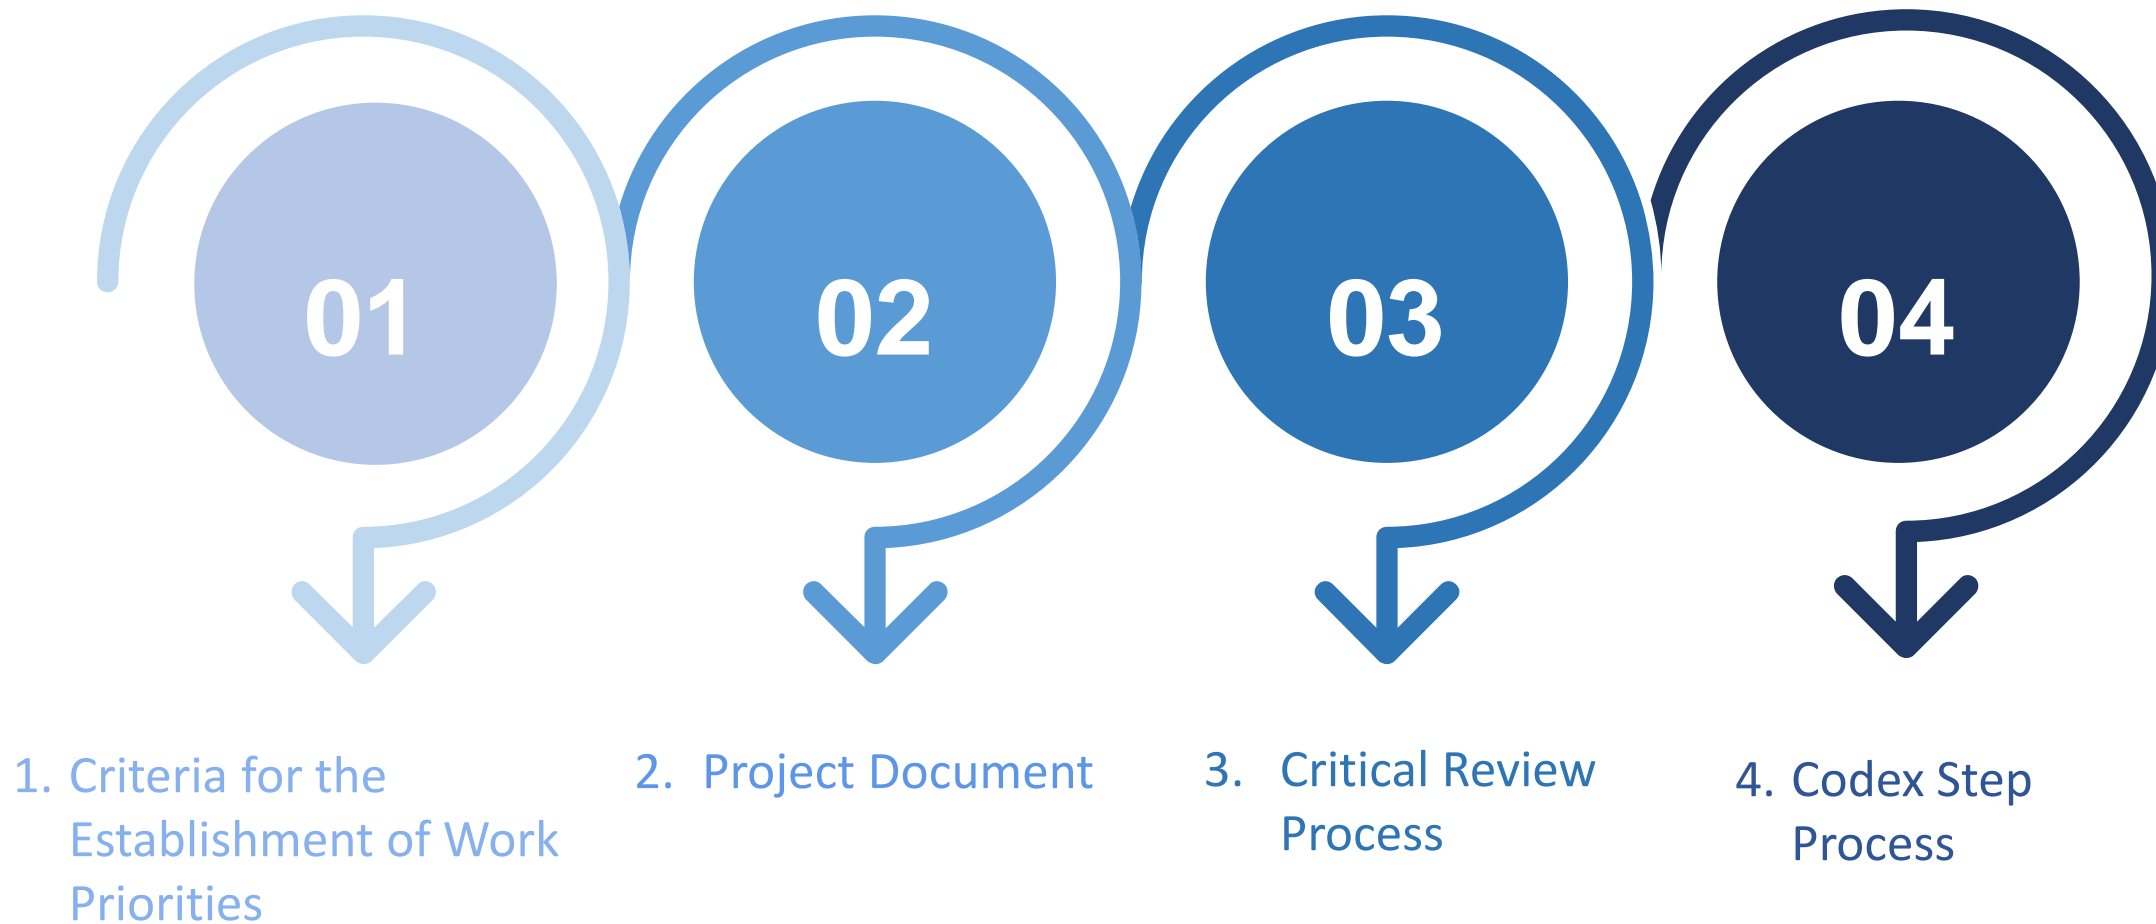 01
02
03
04
1. Criteria for the
Establishment of Work
Priorities
2. Project Document
3. Critical Review
Process
4. Codex Step
Process